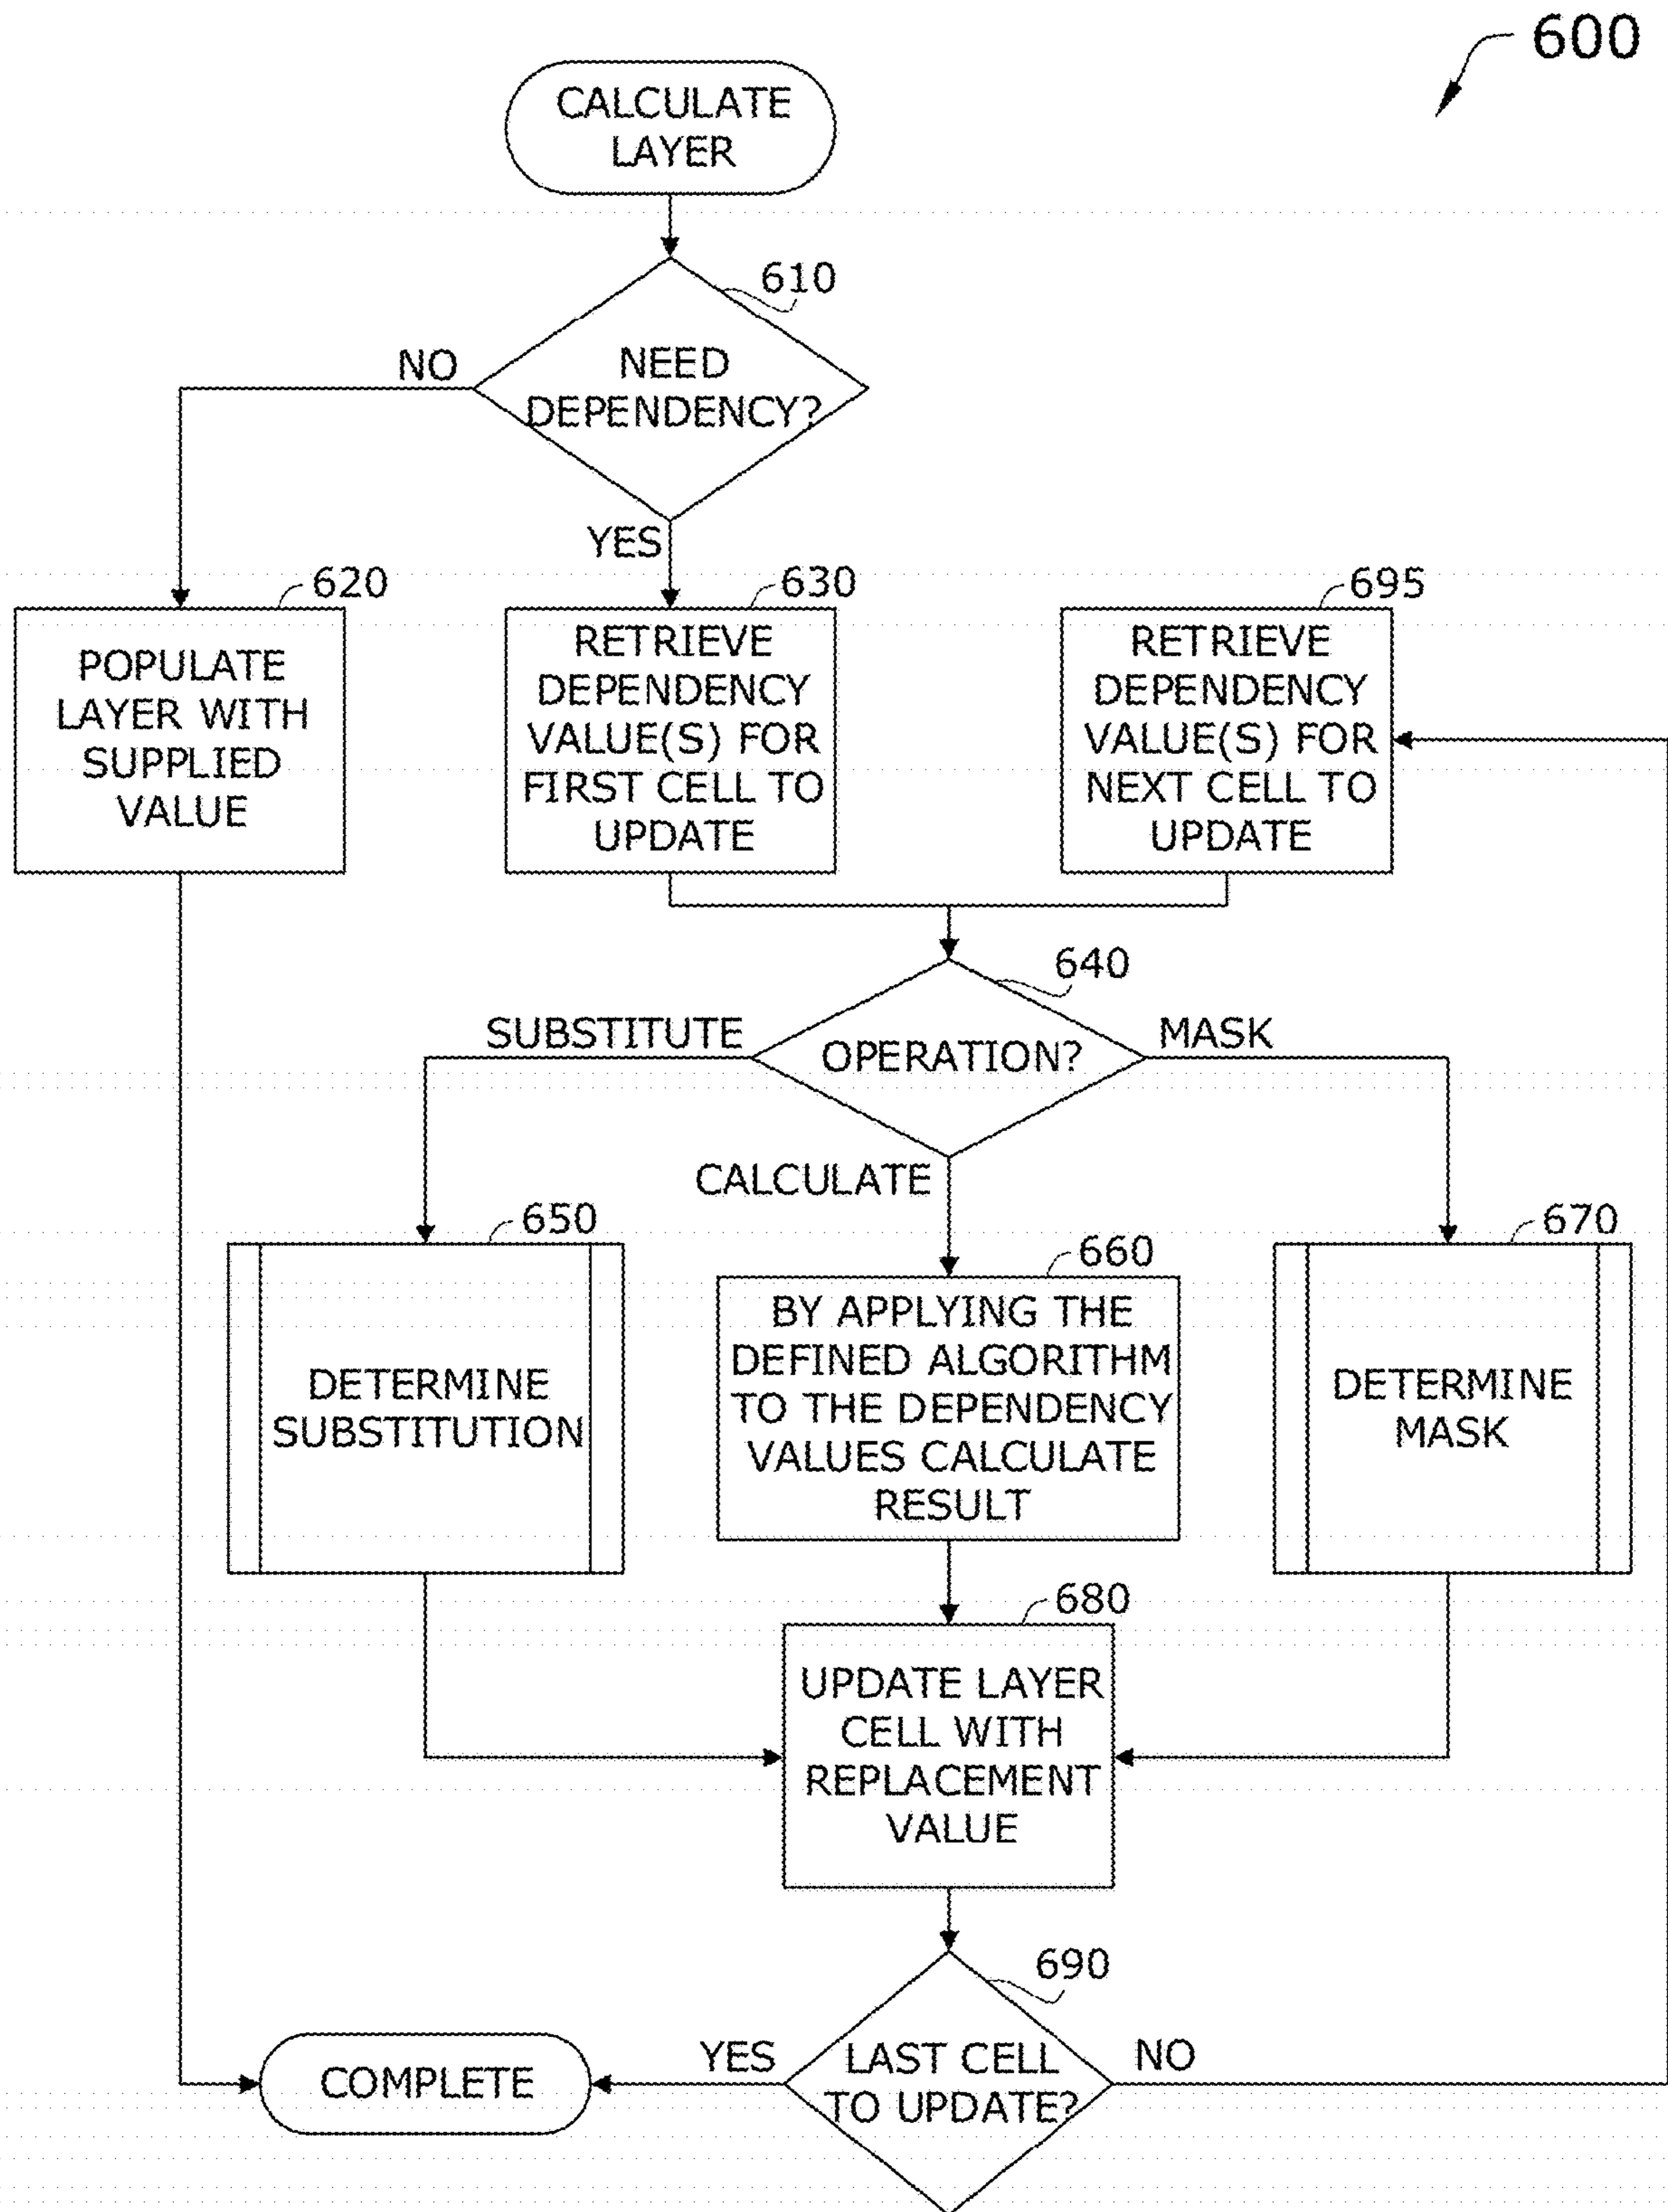 600
CALCULATE
LAYER
610
NO
NEED
DEPENDENCY?
YES
620
630
695
POPULATE
LAYER WITH
SUPPLIED
VALUE
RETRIEVE
DEPENDENCY
VALUE(S) FOR
FIRST CELL TO
UPDATE
RETRIEVE
DEPENDENCY
VALUE(S) FOR
NEXT CELL TO
UPDATE
640
SUBSTITUTE
OPERATION?
MASK
CALCULATE
650
660
670
DETERMINE
SUBSTITUTION
BY APPLYING THE
DEFINED ALGORITHM
TO THE DEPENDENCY
VALUES CALCULATE
RESULT
DETERMINE
MASK
680
UPDATE LAYER
CELL WITH
REPLACEMENT
VALUE
690
COMPLETE
YES
LAST CELL
TO UPDATE?
NO